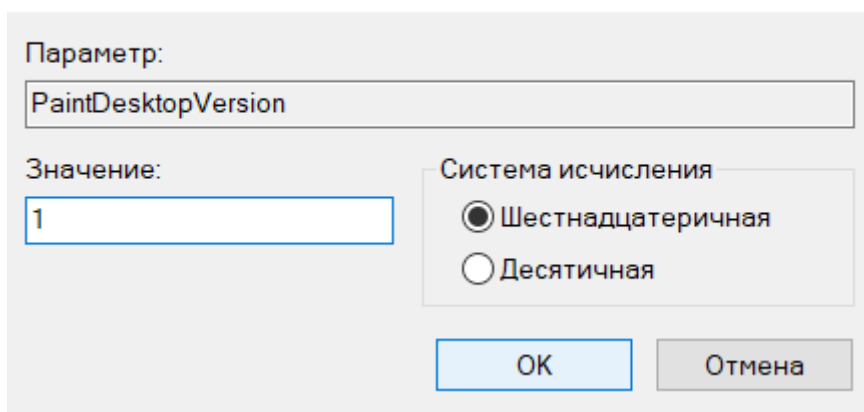 Параметр:
PaintDesktopVersion
Значение:
1
Система исчисления
Шестнадцатеричная
Десятичная
OK
Отмена